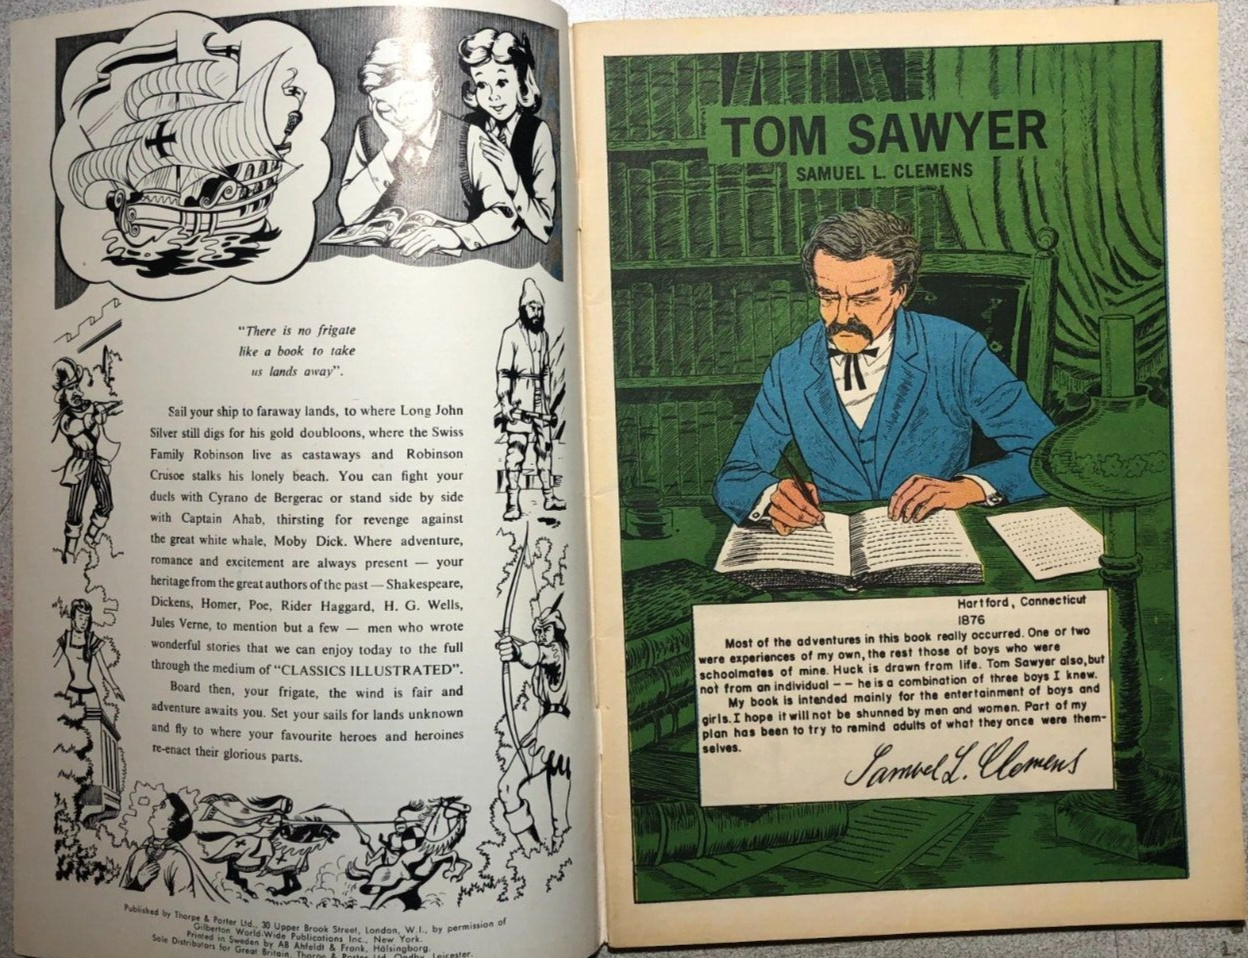 "There is no frigate
like a book to take
us lands away".
Sail your ship to faraway lands, to where Long John
Silver still digs for his gold doubloons, where the Swiss
Family Robinson live as castaways and Robinson
Crusoe stalks his lonely beach. You can fight your
duels with Cyrano de Bergerac or stand side by side
with Captain Ahab, thirsting for revenge against
the great white whale, Moby Dick. Where adventure,
romance and excitement are always present — your
heritage from the great authors of the past — Shakespeare,
Dickens, Homer, Poe, Rider Haggard, H. G. Wells,
Jules Verne, to mention but a few — men who wrote
wonderful stories that we can enjoy today to the full
through the medium of "CLASSICS ILLUSTRATED".
Board then, your frigate, the wind is fair and
adventure awaits you. Set your sails for lands unknown
and fly to where your favourite heroes and heroines
re-enact their glorious parts.
Published by Thorpe & Porter Ltd., 30 Upper Brook Street, London, W.1., by permission of
Gilberton World-Wide Publications Inc., New York.
Printed in Sweden by AB Ahfeldt & Frank, Hälsingborg.
Sole Distributors for Great Britain, Thorpe & Porter Ltd. Oadby, Leicester.
TOM SAWYER
SAMUEL L. CLEMENS
Hartford, Connecticut
1876
Most of the adventures in this book really occurred. One or two
were experiences of my own, the rest those of boys who were
schoolmates of mine. Huck is drawn from life. Tom Sawyer also, but
not from an individual -- he is a combination of three boys I knew.
My book is intended mainly for the entertainment of boys and
girls. I hope it will not be shunned by men and women. Part of my
plan has been to try to remind adults of what they once were them-
selves.
Samuel L. Clemens